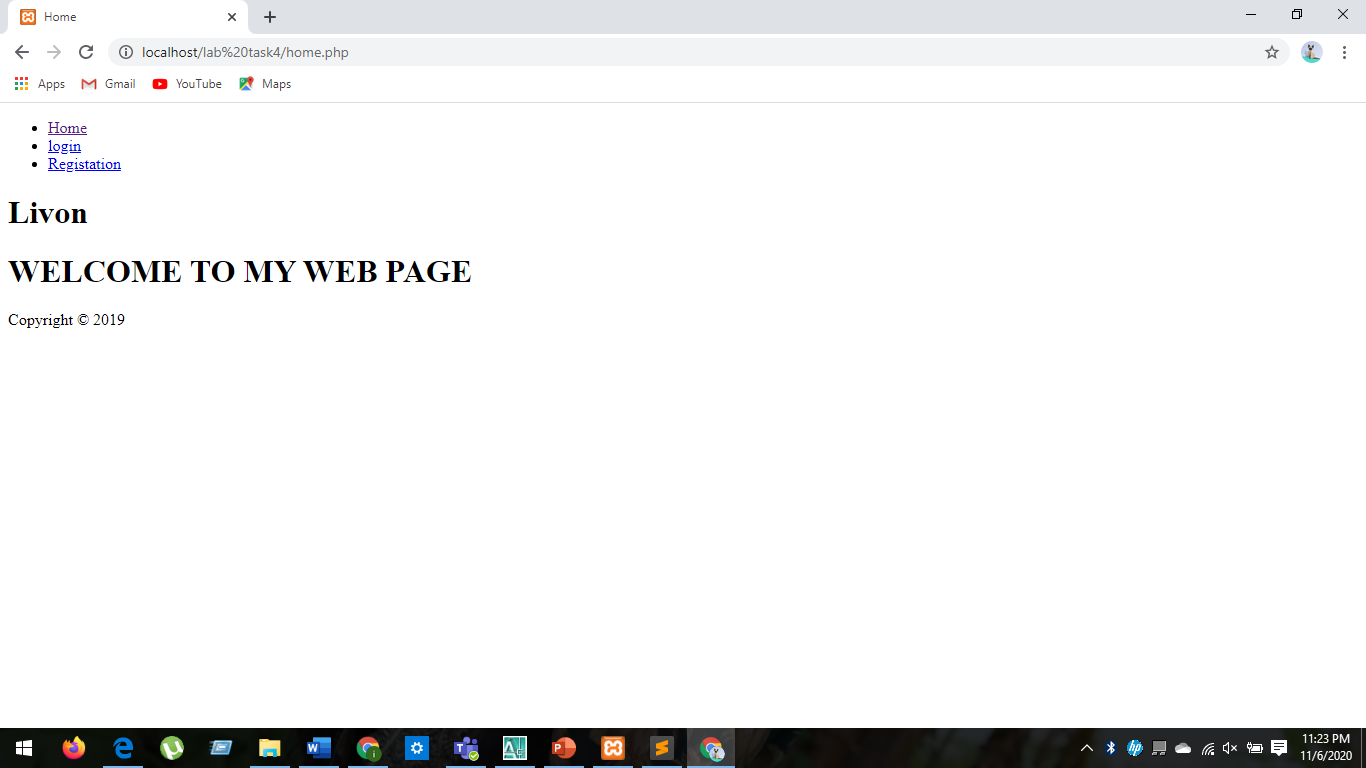 Home
localhost/lab%20task4/home.php
Apps Gmail YouTube Maps
Home
login
Registation
Livon
WELCOME TO MY WEB PAGE
Copyright © 2019
11:23 PM
11/6/2020